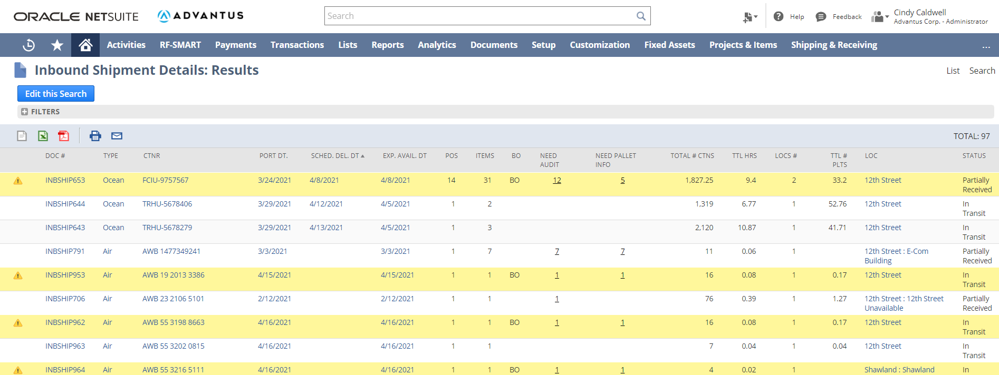 ORACLE NETSUITE ADVANTUS Search Help Feedback Cindy Caldwell
Advantus Corp. - Administrator
Activities RF-SMART Payments Transactions Lists Reports Analytics Documents Setup Customization Fixed Assets Projects & Items Shipping & Receiving ...
Inbound Shipment Details: Results List Search
Edit this Search
FILTERS
TOTAL: 97
DOC # TYPE CTNR PORT DT. SCHED. DEL. DT EXP. AVAIL. DT POS ITEMS BO NEED NEED PALLET TOTAL # CTNS TTL HRS LOCS # TTL # LOC STATUS
AUDIT INFO PLTS
INBSHIP653 Ocean FCIU-9757567 3/24/2021 4/8/2021 4/8/2021 14 31 BO 12 5 1,827.25 9.4 2 33.2 12th Street Partially
Received
INBSHIP644 Ocean TRHU-5678406 3/29/2021 4/12/2021 4/5/2021 1 2 1,319 6.77 1 52.76 12th Street In
Transit
INBSHIP643 Ocean TRHU-5678279 3/29/2021 4/13/2021 4/5/2021 1 3 2,120 10.87 1 41.71 12th Street In
Transit
INBSHIP791 Air AWB 1477349241 3/3/2021 3/3/2021 1 7 7 7 11 0.06 1 12th Street : E-Com Partially
Building Received
INBSHIP953 Air AWB 19 2013 3386 4/15/2021 4/15/2021 1 1 BO 1 1 16 0.08 1 0.17 12th Street In
Transit
INBSHIP706 Air AWB 23 2106 5101 2/12/2021 2/12/2021 1 1 1 76 0.39 1 1.27 12th Street : 12th Street Partially
Unavailable Received
INBSHIP962 Air AWB 55 3198 8663 4/16/2021 4/16/2021 1 1 BO 1 1 16 0.08 1 0.17 12th Street In
Transit
INBSHIP963 Air AWB 55 3202 0815 4/16/2021 4/16/2021 1 1 7 0.04 1 0.04 12th Street In
Transit
INBSHIP964 Air AWB 55 3216 5111 4/16/2021 4/16/2021 1 1 BO 1 1 4 0.02 1 Shawland : Shawland In